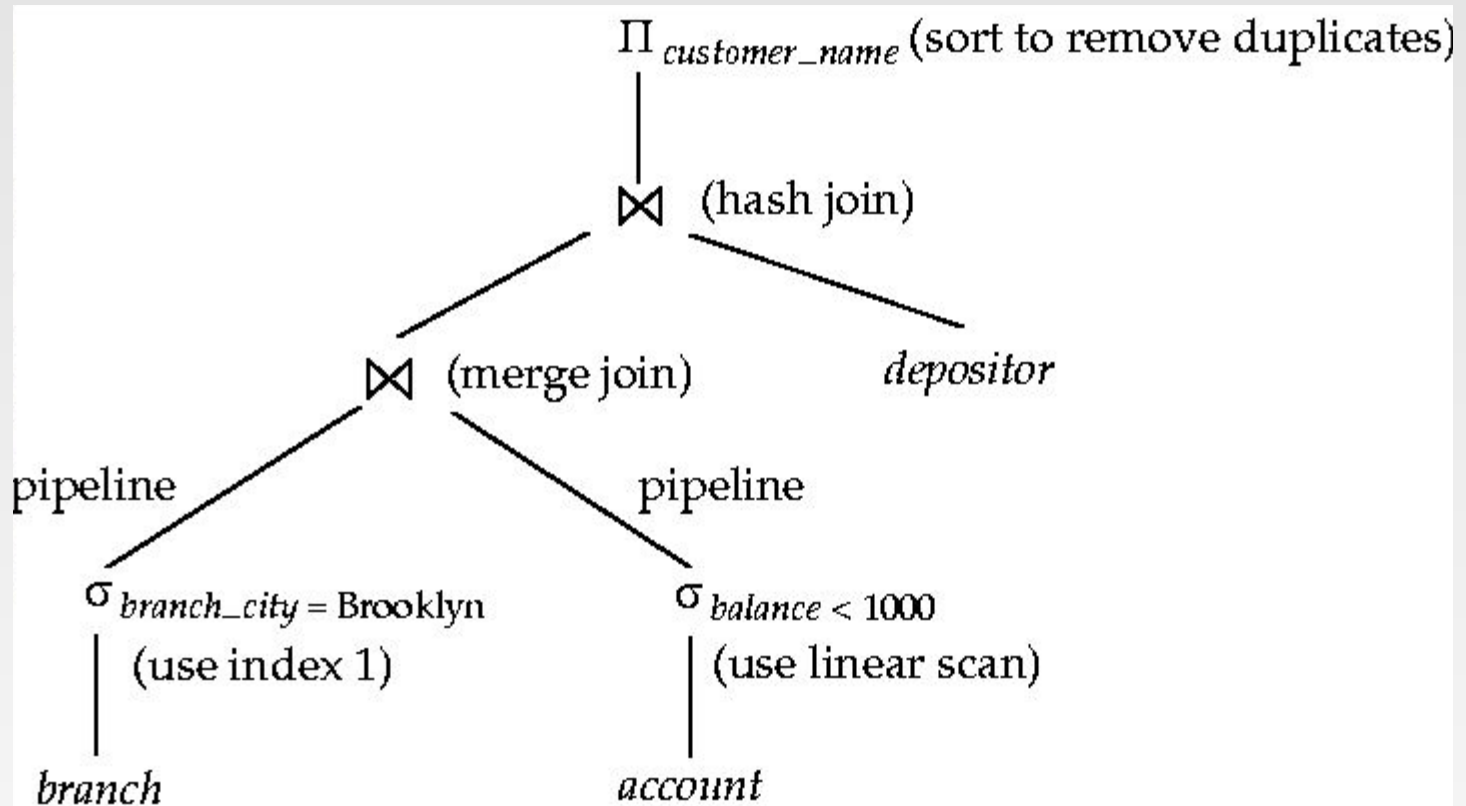 Π customer_name (sort to remove duplicates)
⋈ (hash join)
⋈ (merge join)
depositor
pipeline
pipeline
σ branch_city = Brooklyn
σ balance < 1000
(use index 1)
(use linear scan)
branch
account